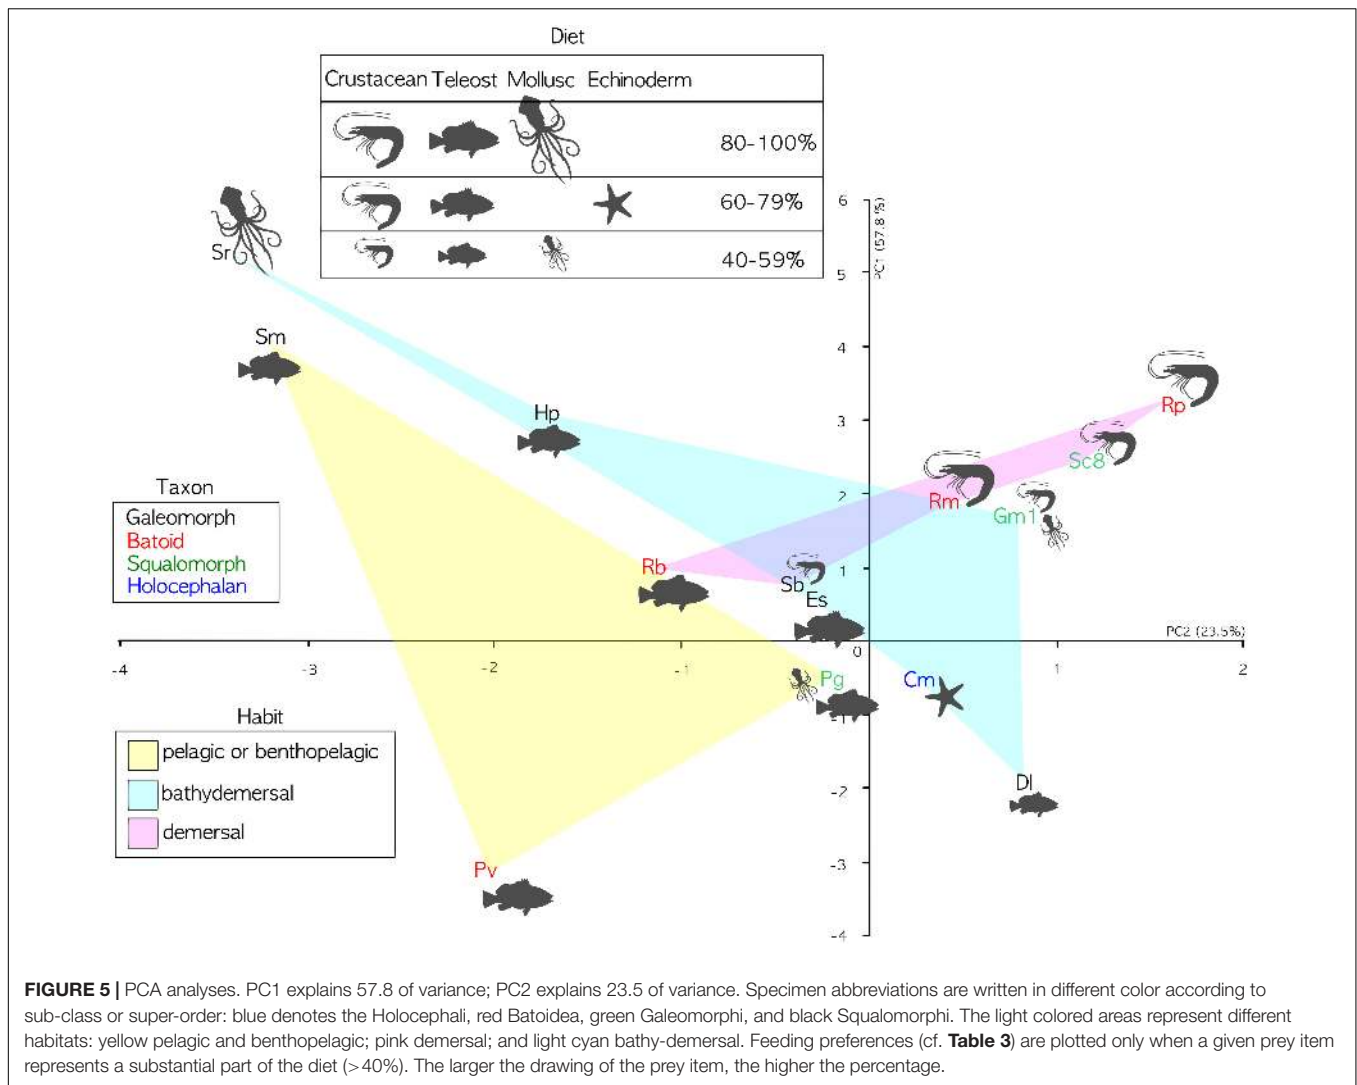 Diet
Crustacean Teleost Mollusc Echinoderm
80-100%
60-79%
40-59%
6
5
4
3
2
1
0
-1
-2
-3
-4
PC1 (57.8%)
-4
-3
-2
-1
1
2
PC2 (23.5%)
Sr
Sm
Hp
Rp
Sc8
Rm
Gm1
Rb
Sb
Es
Pg
Cm
Dl
Pv
Taxon
Galeomorph
Batoid
Squalomorph
Holocephalan
Habit
pelagic or benthopelagic
bathydemersal
demersal
FIGURE 5 | PCA analyses. PC1 explains 57.8 of variance; PC2 explains 23.5 of variance. Specimen abbreviations are written in different color according to
sub-class or super-order: blue denotes the Holocephali, red Batoidea, green Galeomorphi, and black Squalomorphi. The light colored areas represent different
habitats: yellow pelagic and benthopelagic; pink demersal; and light cyan bathy-demersal. Feeding preferences (cf. Table 3) are plotted only when a given prey item
represents a substantial part of the diet (>40%). The larger the drawing of the prey item, the higher the percentage.